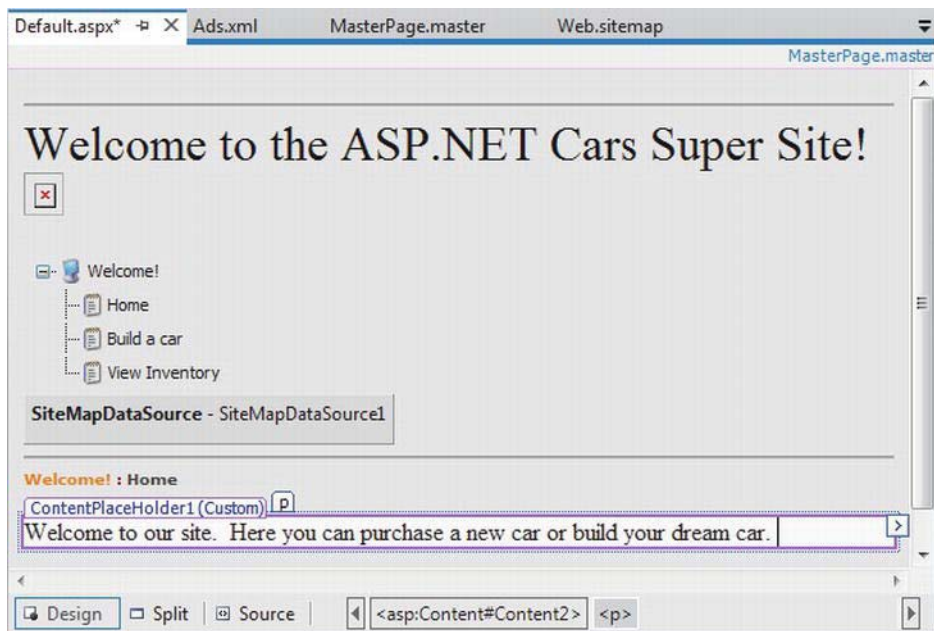 Default.aspx* Ads.xml MasterPage.master Web.sitemap
MasterPage.master
Welcome to the ASP.NET Cars Super Site!
Welcome!
Home
Build a car
View Inventory
SiteMapDataSource - SiteMapDataSource1
Welcome! : Home
ContentPlaceHolder1 (Custom) p
Welcome to our site. Here you can purchase a new car or build your dream car.
Design Split Source <asp:Content#Content2> <p>